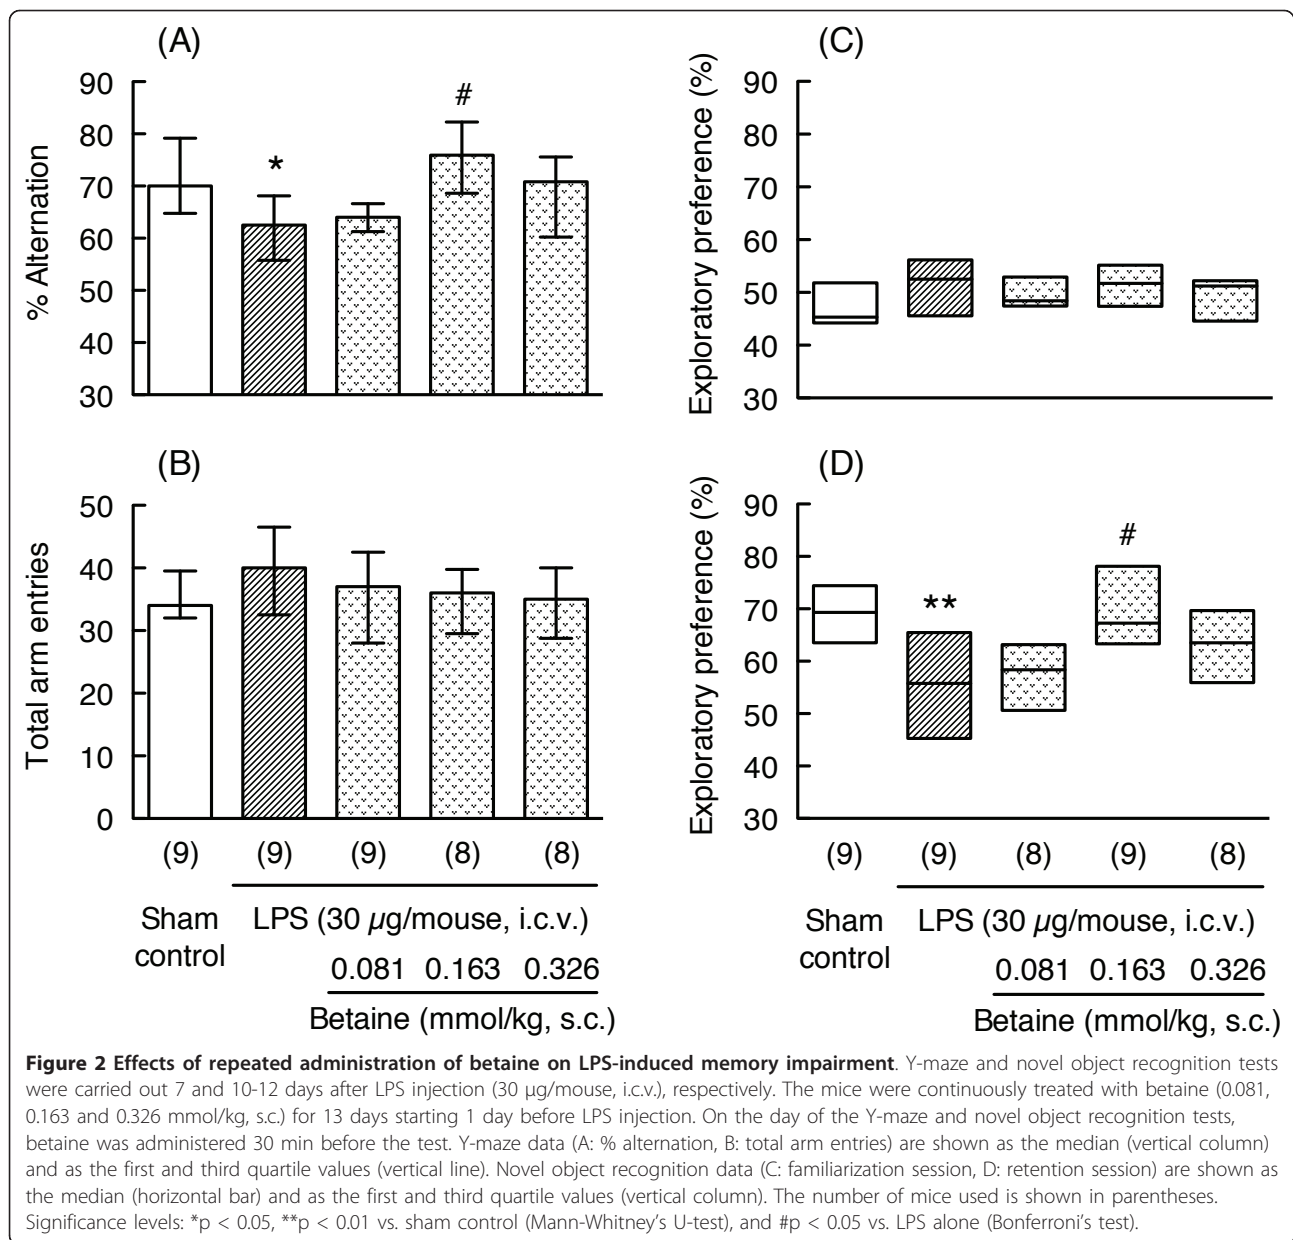 (A)
% Alternation
90
80
70
60
50
40
30
*
#
(B)
Total arm entries
50
40
30
20
10
0
(9) (9) (9) (8) (8)
Sham
control
LPS (30 µg/mouse, i.c.v.)
0.081 0.163 0.326
Betaine (mmol/kg, s.c.)
(C)
Exploratory preference (%)
90
80
70
60
50
40
30
(D)
Exploratory preference (%)
90
80
70
60
50
40
30
**
#
(9) (9) (8) (9) (8)
Sham
control
LPS (30 µg/mouse, i.c.v.)
0.081 0.163 0.326
Betaine (mmol/kg, s.c.)
Figure 2 Effects of repeated administration of betaine on LPS-induced memory impairment. Y-maze and novel object recognition tests
were carried out 7 and 10-12 days after LPS injection (30 µg/mouse, i.c.v.), respectively. The mice were continuously treated with betaine (0.081,
0.163 and 0.326 mmol/kg, s.c.) for 13 days starting 1 day before LPS injection. On the day of the Y-maze and novel object recognition tests,
betaine was administered 30 min before the test. Y-maze data (A: % alternation, B: total arm entries) are shown as the median (vertical column)
and as the first and third quartile values (vertical line). Novel object recognition data (C: familiarization session, D: retention session) are shown as
the median (horizontal bar) and as the first and third quartile values (vertical column). The number of mice used is shown in parentheses.
Significance levels: *p < 0.05, **p < 0.01 vs. sham control (Mann-Whitney's U-test), and #p < 0.05 vs. LPS alone (Bonferroni's test).